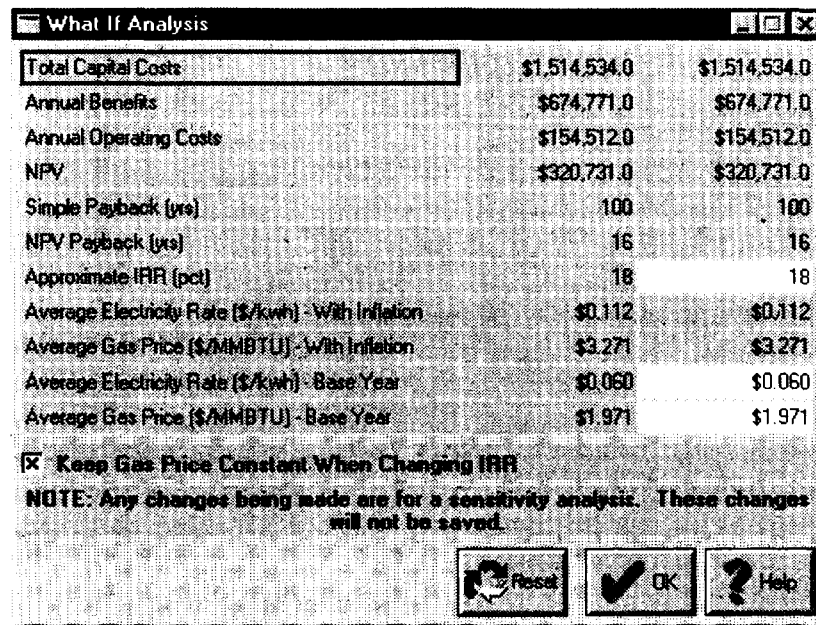 What If Analysis
Total Capital Costs $1,514,534.0 $1,514,534.0
Annual Benefits $674,771.0 $674,771.0
Annual Operating Costs $154,512.0 $154,512.0
NPV $320,731.0 $320,731.0
Simple Payback (yrs) 100 100
NPV Payback (yrs) 16 16
Approximate IRR (pct) 18 18
Average Electricity Rate ($/kwh) - With Inflation $0.112 $0.112
Average Gas Price ($/MMBTU) - With Inflation $3.271 $3.271
Average Electricity Rate ($/kwh) - Base Year $0.060 $0.060
Average Gas Price ($/MMBTU) - Base Year $1.971 $1.971
Keep Gas Price Constant When Changing IRR
NOTE: Any changes being made are for a sensitivity analysis. These changes
will not be saved.
Reset OK Help